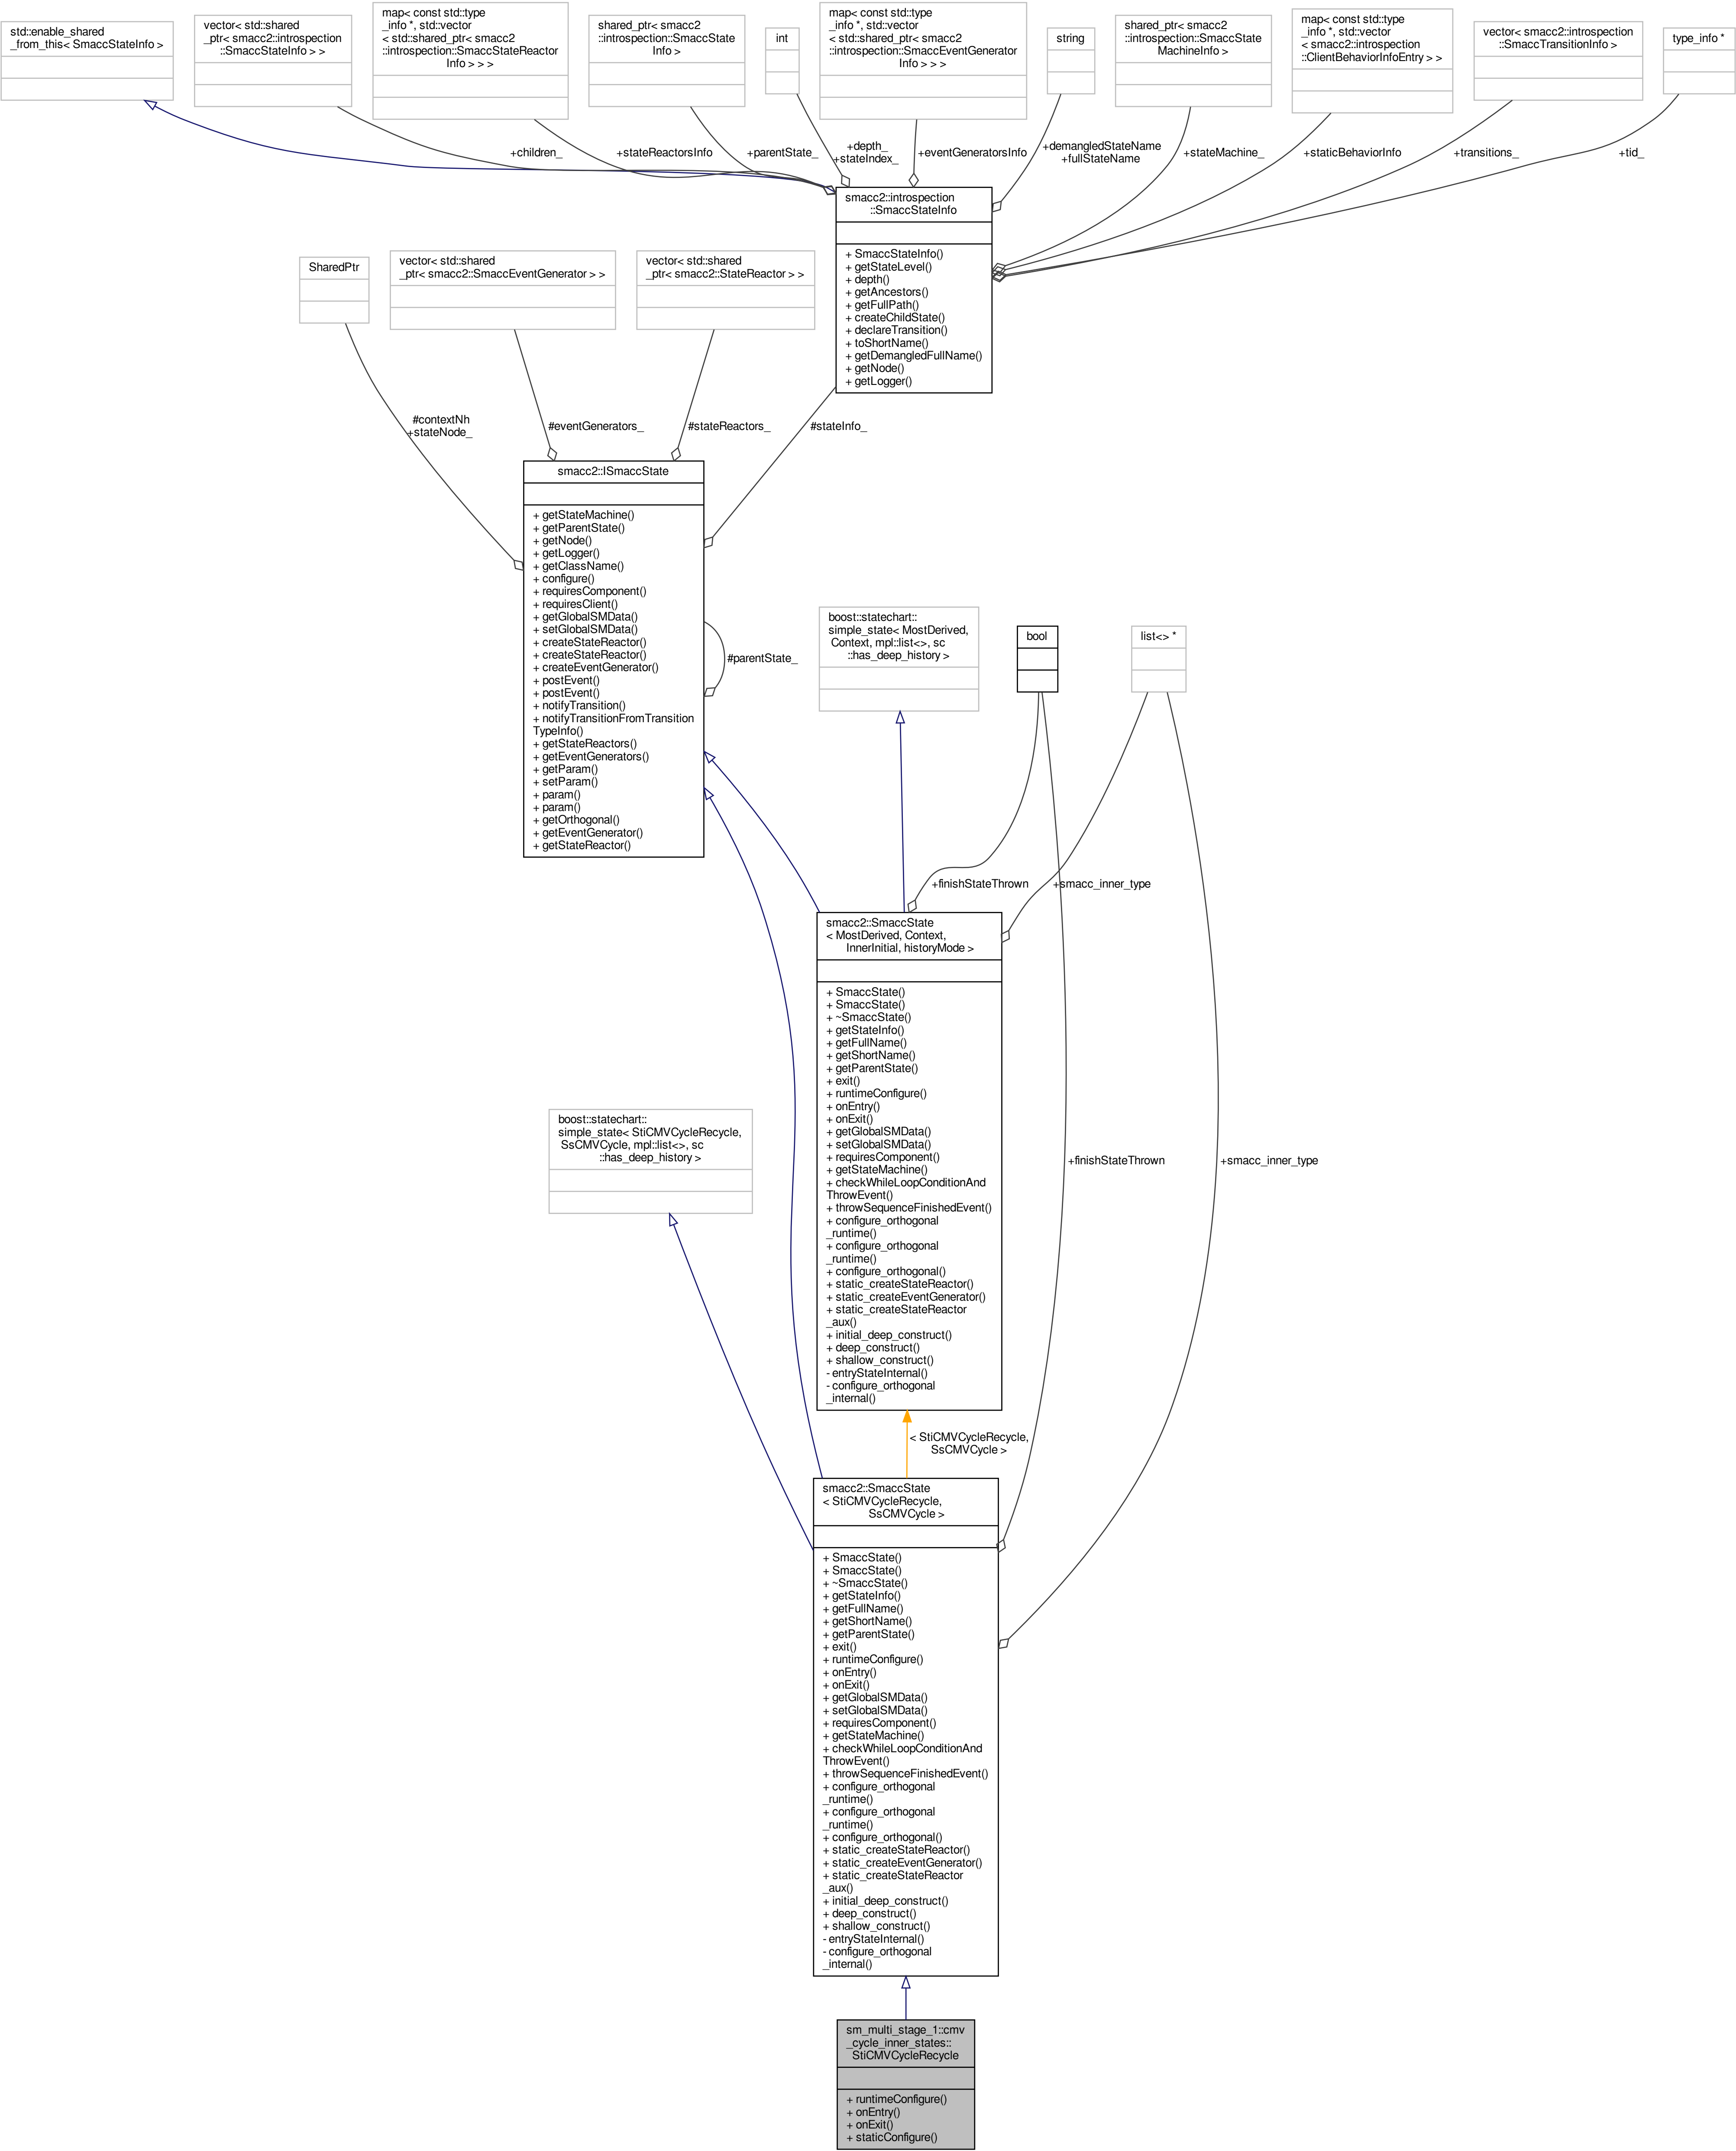 std::enable_shared
_from_this< SmaccStateInfo >
vector< std::shared
_ptr< smacc2::introspection
::SmaccStateInfo > >
map< const std::type
_info *, std::vector
< std::shared_ptr< smacc2
::introspection::SmaccStateReactor
Info > > >
shared_ptr< smacc2
::introspection::SmaccState
Info >
int
map< const std::type
_info *, std::vector
< std::shared_ptr< smacc2
::introspection::SmaccEventGenerator
Info > > >
string
shared_ptr< smacc2
::introspection::SmaccState
MachineInfo >
map< const std::type
_info *, std::vector
< smacc2::introspection
::ClientBehaviorInfoEntry > >
vector< smacc2::introspection
::SmaccTransitionInfo >
type_info *
+children_
+stateReactorsInfo
+parentState_
+depth_
+stateIndex_
+eventGeneratorsInfo
+demangledStateName
+fullStateName
+stateMachine_
+staticBehaviorInfo
+transitions_
+tid_
smacc2::introspection
::SmaccStateInfo
+ SmaccStateInfo()
+ getStateLevel()
+ depth()
+ getAncestors()
+ getFullPath()
+ createChildState()
+ declareTransition()
+ toShortName()
+ getDemangledFullName()
+ getNode()
+ getLogger()
SharedPtr
vector< std::shared
_ptr< smacc2::SmaccEventGenerator > >
vector< std::shared
_ptr< smacc2::StateReactor > >
#contextNh
+stateNode_
#eventGenerators_
#stateReactors_
#stateInfo_
smacc2::ISmaccState
+ getStateMachine()
+ getParentState()
+ getNode()
+ getLogger()
+ getClassName()
+ configure()
+ requiresComponent()
+ requiresClient()
+ getGlobalSMData()
+ setGlobalSMData()
+ createStateReactor()
+ createStateReactor()
+ createEventGenerator()
+ postEvent()
+ postEvent()
+ notifyTransition()
+ notifyTransitionFromTransition
TypeInfo()
+ getStateReactors()
+ getEventGenerators()
+ getParam()
+ setParam()
+ param()
+ param()
+ getOrthogonal()
+ getEventGenerator()
+ getStateReactor()
#parentState_
boost::statechart::
simple_state< MostDerived,
Context, mpl::list<>, sc
::has_deep_history >
bool
list<> *
+finishStateThrown
+smacc_inner_type
smacc2::SmaccState
< MostDerived, Context,
InnerInitial, historyMode >
+ SmaccState()
+ SmaccState()
+ ~SmaccState()
+ getStateInfo()
+ getFullName()
+ getShortName()
+ getParentState()
+ exit()
+ runtimeConfigure()
+ onEntry()
+ onExit()
+ getGlobalSMData()
+ setGlobalSMData()
+ requiresComponent()
+ getStateMachine()
+ checkWhileLoopConditionAnd
ThrowEvent()
+ throwSequenceFinishedEvent()
+ configure_orthogonal
_runtime()
+ configure_orthogonal
_runtime()
+ configure_orthogonal()
+ static_createStateReactor()
+ static_createEventGenerator()
+ static_createStateReactor
_aux()
+ initial_deep_construct()
+ deep_construct()
+ shallow_construct()
- entryStateInternal()
- configure_orthogonal
_internal()
boost::statechart::
simple_state< StiCMVCycleRecycle,
SsCMVCycle, mpl::list<>, sc
::has_deep_history >
+finishStateThrown
+smacc_inner_type
< StiCMVCycleRecycle,
SsCMVCycle >
smacc2::SmaccState
< StiCMVCycleRecycle,
SsCMVCycle >
+ SmaccState()
+ SmaccState()
+ ~SmaccState()
+ getStateInfo()
+ getFullName()
+ getShortName()
+ getParentState()
+ exit()
+ runtimeConfigure()
+ onEntry()
+ onExit()
+ getGlobalSMData()
+ setGlobalSMData()
+ requiresComponent()
+ getStateMachine()
+ checkWhileLoopConditionAnd
ThrowEvent()
+ throwSequenceFinishedEvent()
+ configure_orthogonal
_runtime()
+ configure_orthogonal
_runtime()
+ configure_orthogonal()
+ static_createStateReactor()
+ static_createEventGenerator()
+ static_createStateReactor
_aux()
+ initial_deep_construct()
+ deep_construct()
+ shallow_construct()
- entryStateInternal()
- configure_orthogonal
_internal()
sm_multi_stage_1::cmv
_cycle_inner_states::
StiCMVCycleRecycle
+ runtimeConfigure()
+ onEntry()
+ onExit()
+ staticConfigure()